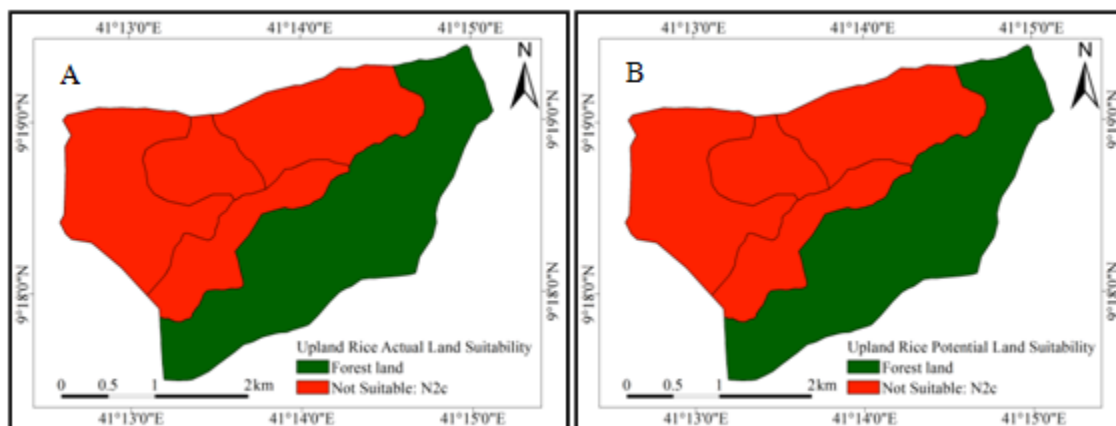 41°13'0"E 41°14'0"E 41°15'0"E
A
N
9°19'0"N
9°19'0"N
9°18'0"N
9°18'0"N
Upland Rice Actual Land Suitability
Forest land
Not Suitable: N2c
0 0.5 1 2km
41°13'0"E 41°14'0"E 41°15'0"E
41°13'0"E 41°14'0"E 41°15'0"E
B
N
9°19'0"N
9°19'0"N
9°18'0"N
9°18'0"N
Upland Rice Potential Land Suitability
Forest land
Not Suitable: N2c
0 0.5 1 2km
41°13'0"E 41°14'0"E 41°15'0"E